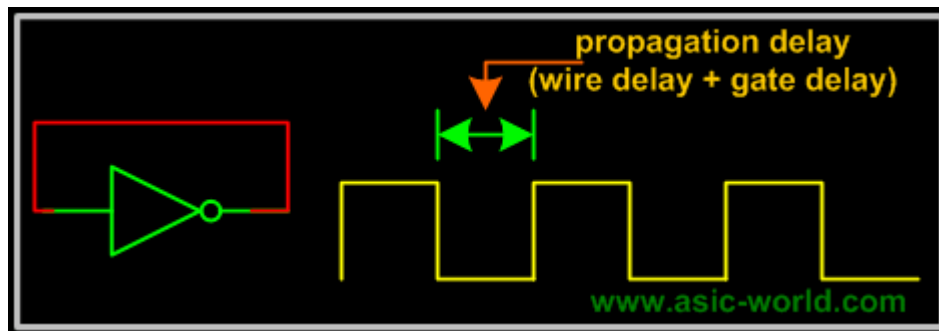 propagation delay
(wire delay + gate delay)
www.asic-world.com